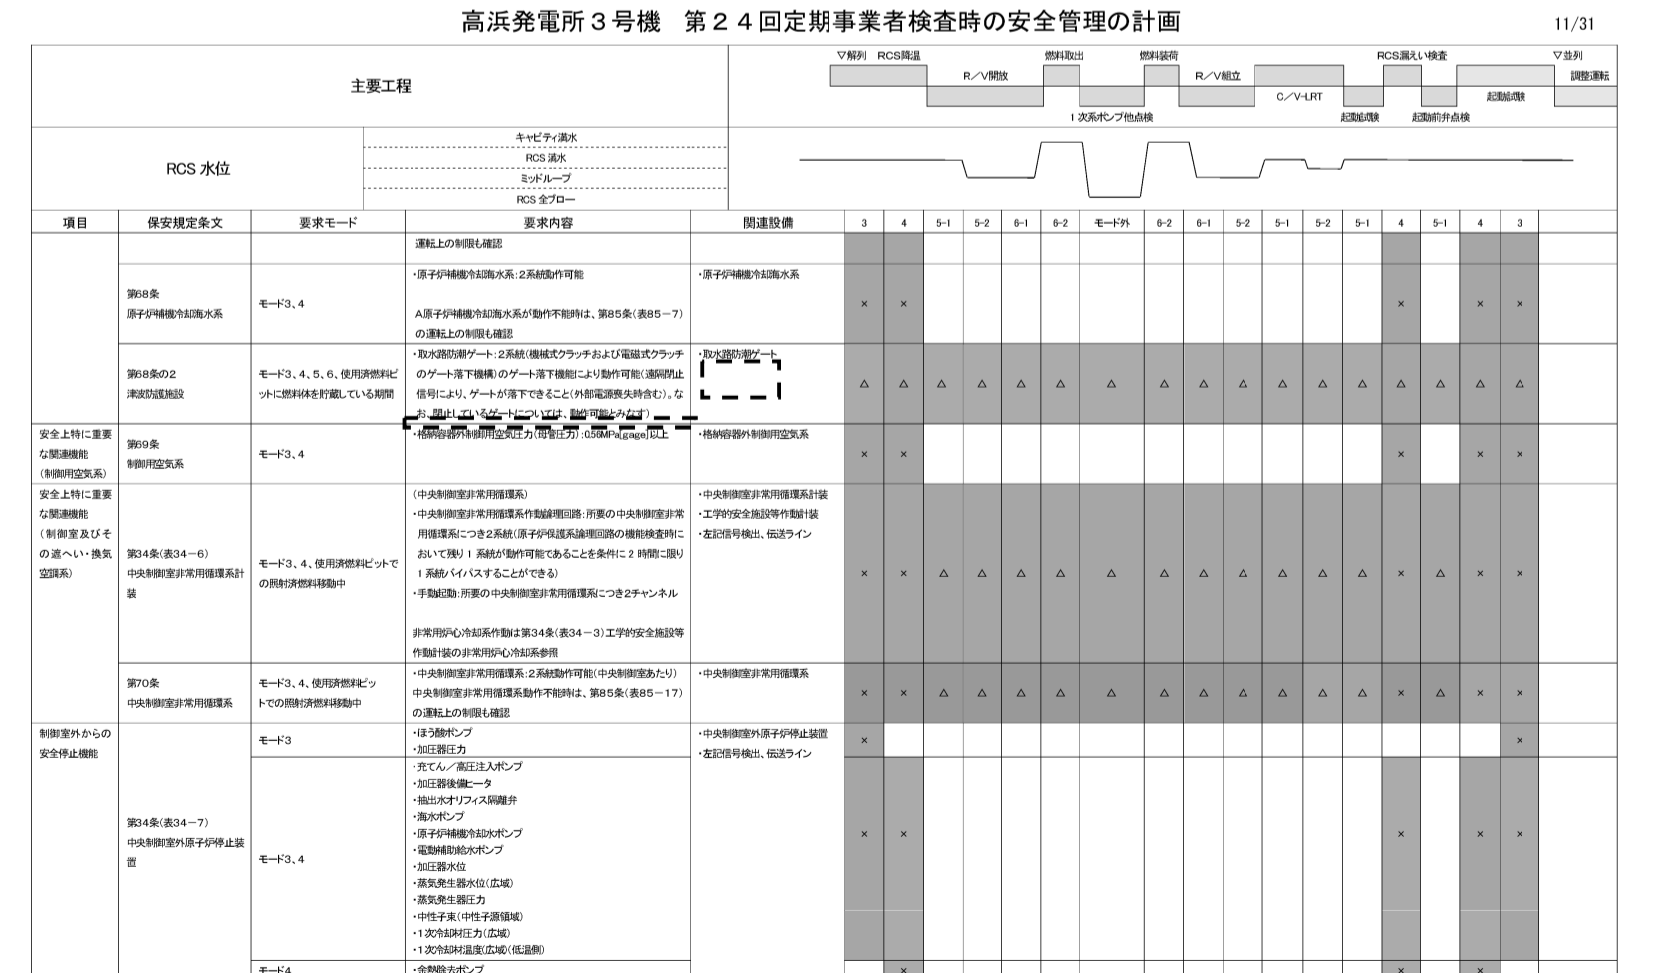 高浜発電所３号機　第２４回定期事業者検査時の安全管理の計画
11/31
主要工程
▽解列 RCS降温 燃料取出 燃料装荷 RCS漏えい検査 ▽並列
R／V開放 R／V組立 調整運転
C／V-LRT 起動試験
1 次系ポンプ他点検 起動試験 起動前弁点検
RCS 水位
キャビティ満水
RCS 満水
ミッドループ
RCS 全ブロー
項目 保安規定条文 要求モード 要求内容 関連設備 3 4 5-1 5-2 6-1 6-2 モード外 6-2 6-1 5-2 5-1 5-2 5-1 4 5-1 4 3
運転上の制限も確認
第68条
原子炉補機冷却海水系
モード3、4
・原子炉補機冷却海水系：2系統動作可能
A原子炉補機冷却海水系が動作不能時は、第85条（表85－7）
の運転上の制限も確認
・原子炉補機冷却海水系
× × × × ×
第68条の2
津波防護施設
モード3、4、5、6、使用済燃料ピ
ットに燃料体を貯蔵している期間
・取水路防潮ゲート：2系統（機械式クラッチおよび電磁式クラッチ
のゲート落下機構）のゲート落下機能により動作可能（遠隔閉止
信号により、ゲートが落下できること（外部電源喪失時含む）。な
お、閉止しているゲートについては、動作可能とみなす）
・取水路防潮ゲート
△ △ △ △ △ △ △ △ △ △ △ △ △ △ △ △ △
安全上特に重要
な関連機能
（制御用空気系）
第69条
制御用空気系
モード3、4
・格納容器外制御用空気圧力（母管圧力）：0.56MPa[gage]以上
・格納容器外制御用空気系
× × × × ×
安全上特に重要
な関連機能
（制御室及びそ
の遮へい・換気
空調系）
第34条（表34－6）
中央制御室非常用循環系計
装
モード3、4、使用済燃料ピットで
の照射済燃料移動中
（中央制御室非常用循環系）
・中央制御室非常用循環系作動論理回路：所要の中央制御室非常
用循環系につき2系統（原子炉保護系論理回路の機能検査時に
おいて残り 1 系統が動作可能であることを条件に 2 時間に限り
1 系統バイパスすることができる）
・手動起動：所要の中央制御室非常用循環系につき2チャンネル
非常用炉心冷却系作動は第34条（表34－3）工学的安全施設等
作動計装の非常用炉心冷却系参照
・中央制御室非常用循環系計装
・工学的安全施設等作動計装
・左記信号検出、伝送ライン
× × △ △ △ △ △ △ △ △ △ △ △ × △ × ×
第70条
中央制御室非常用循環系
モード3、4、使用済燃料ピッ
トでの照射済燃料移動中
・中央制御室非常用循環系：2系統動作可能（中央制御室あたり）
中央制御室非常用循環系動作不能時は、第85条（表85－17）
の運転上の制限も確認
・中央制御室非常用循環系
× × △ △ △ △ △ △ △ △ △ △ △ × △ × ×
制御室外からの
安全停止機能
第34条（表34－7）
中央制御室外原子炉停止装
置
モード3
・ほう酸ポンプ
・加圧器圧力
・中央制御室外原子炉停止装置
・左記信号検出、伝送ライン
× ×
モード3、4
・充てん／高圧注入ポンプ
・加圧器後備ヒータ
・抽出水オリフィス隔離弁
・海水ポンプ
・原子炉補機冷却水ポンプ
・電動補助給水ポンプ
・加圧器水位
・蒸気発生器水位（広域）
・蒸気発生器圧力
・中性子束（中性子源領域）
・1次冷却材圧力（広域）
・1次冷却材温度（広域）（低温側）
× × × × ×
モード4
・余熱除去ポンプ
× × ×